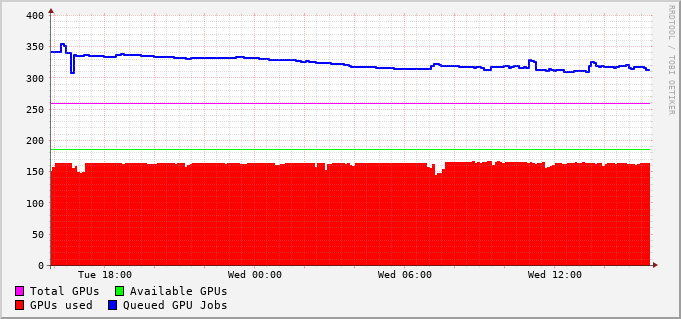 400
350
300
250
200
150
100
50
0
Tue 18:00 Wed 00:00 Wed 06:00 Wed 12:00
Total GPUs Available GPUs
GPUs used Queued GPU Jobs
RRDTOOL / TOBI OETIKER